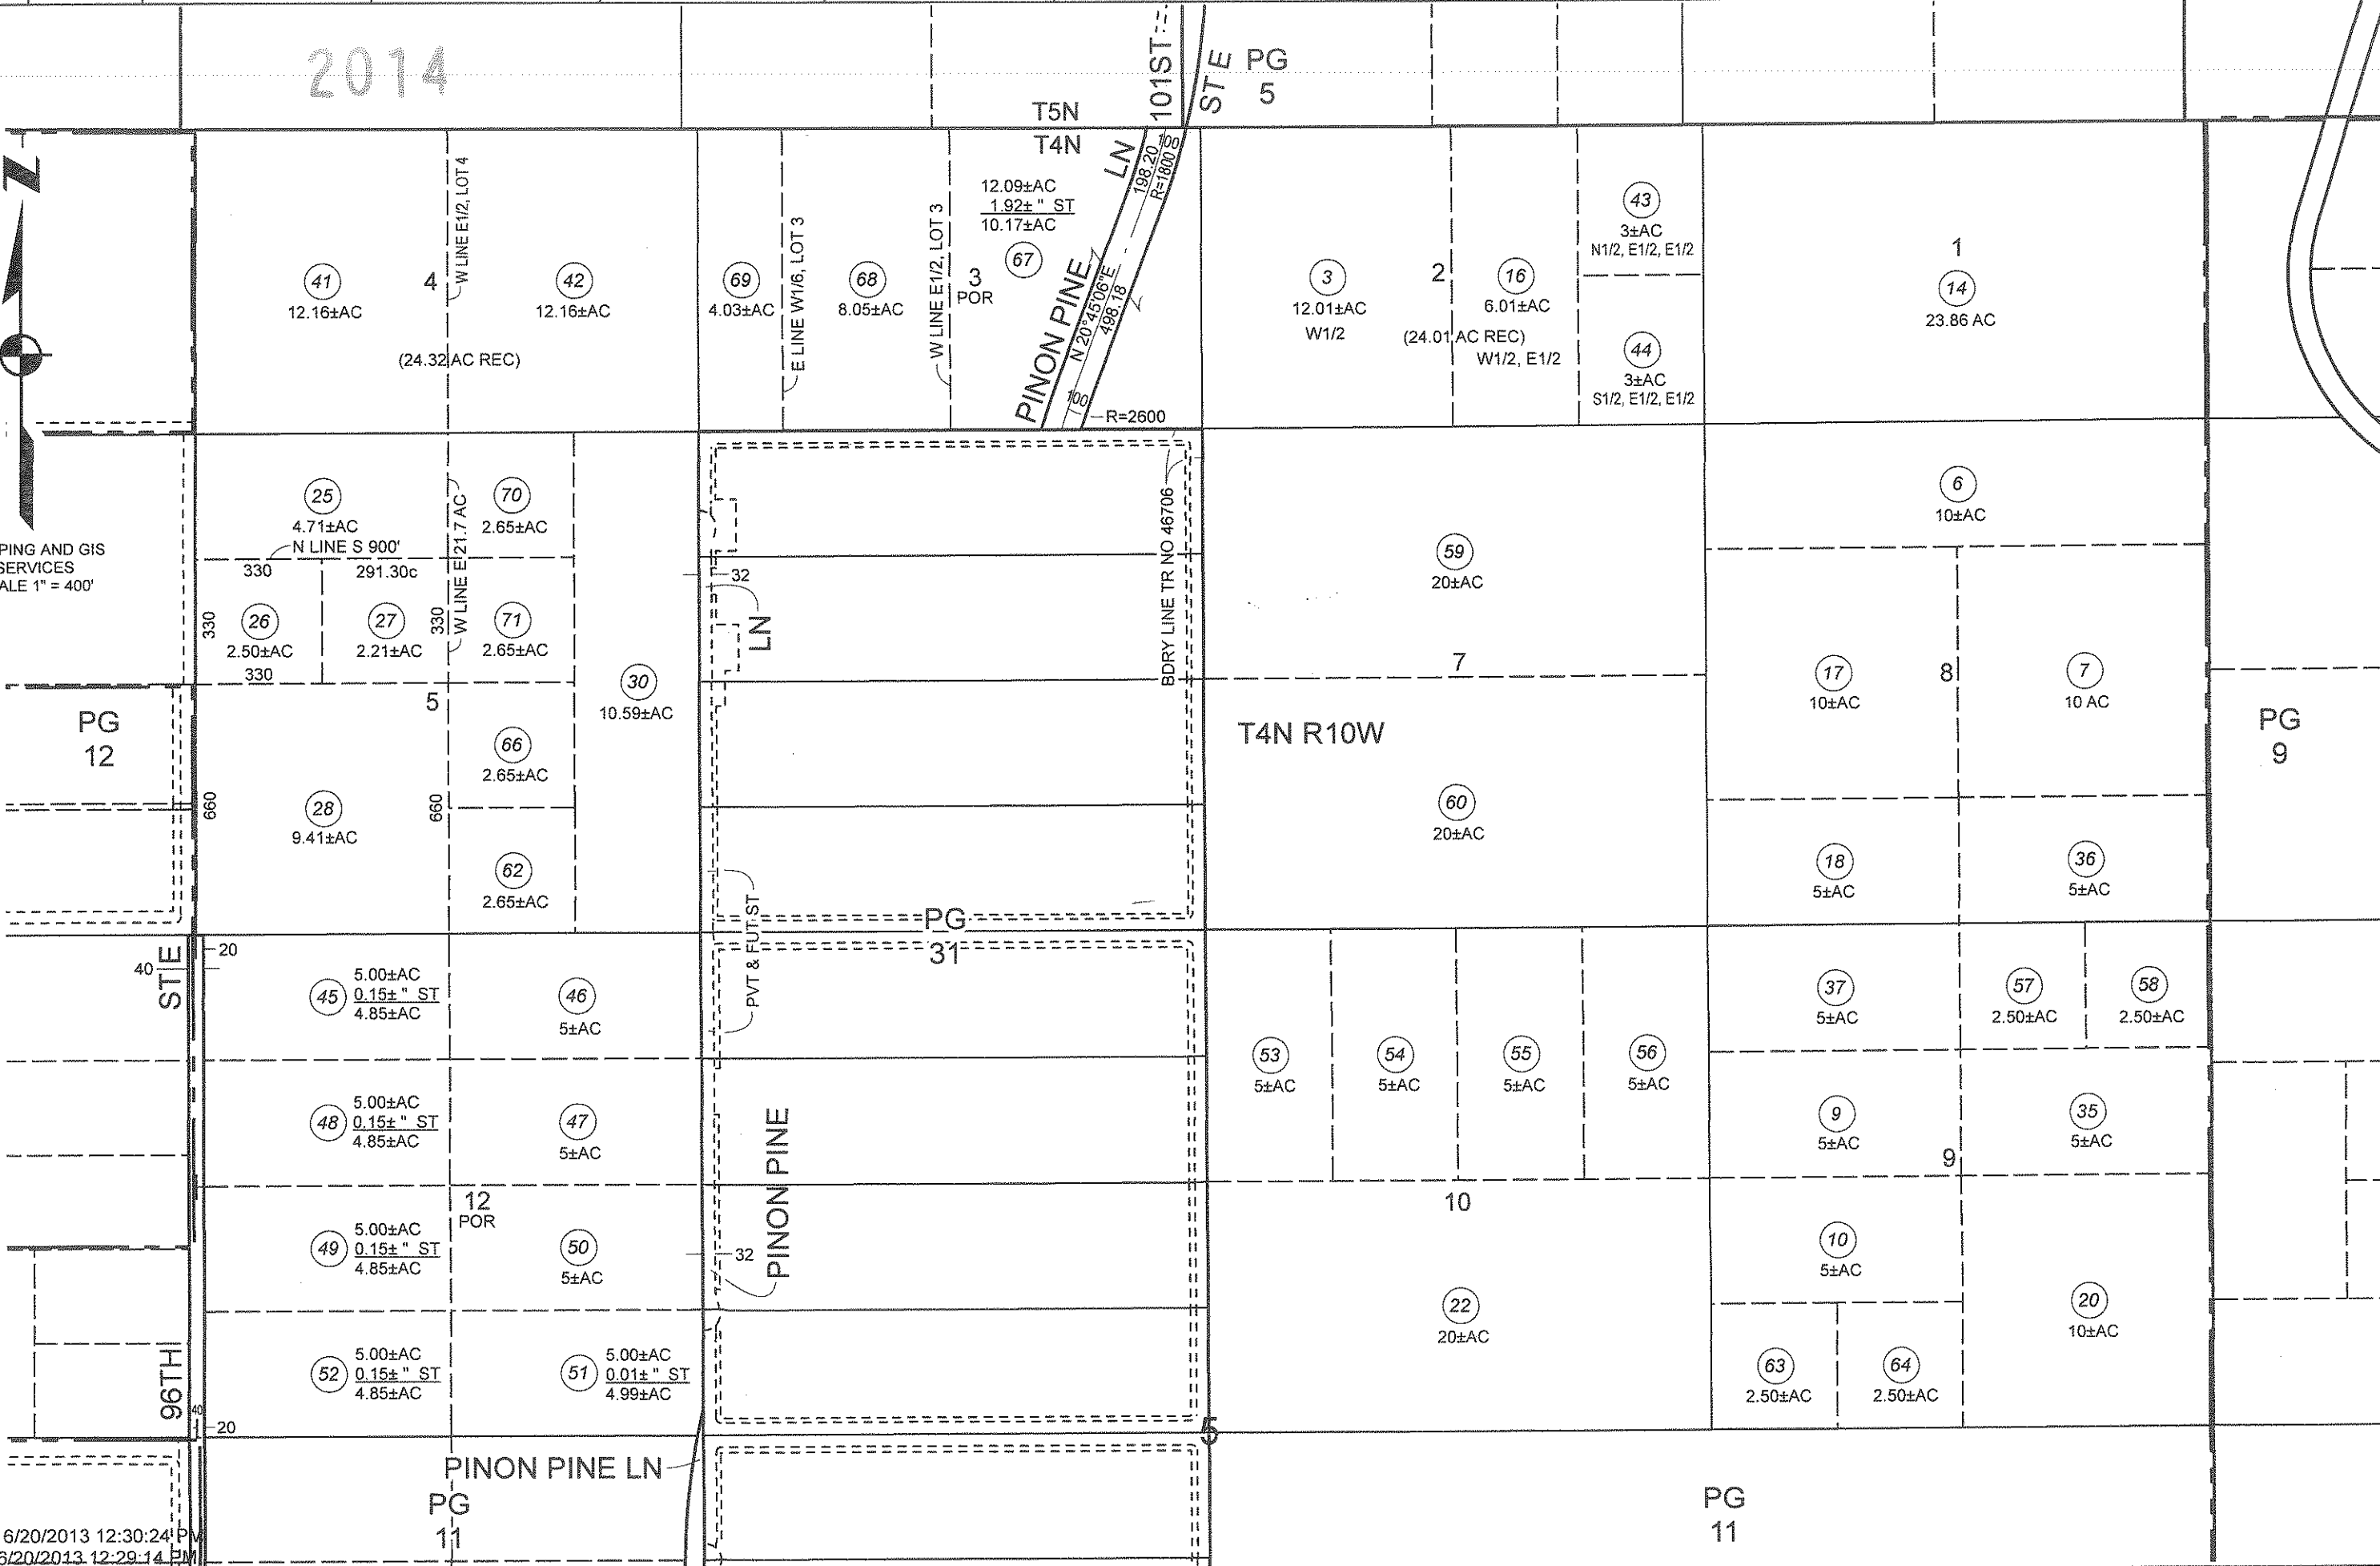 2014
101ST
ST E
PG
5
T5N
T4N
Z
41
12.16±AC
4
W LINE E1/2, LOT 4
42
12.16±AC
(24.32 AC REC)
69
4.03±AC
E LINE W1/6, LOT 3
68
8.05±AC
W LINE E1/2, LOT 3
3
POR
12.09±AC
1.92± " ST
10.17±AC
67
PINON PINE LN
N 20°45'06"E
498.18
198.20
R=1800
100
100
R=2600
3
12.01±AC
W1/2
2
(24.01 AC REC)
16
6.01±AC
W1/2, E1/2
43
3±AC
N1/2, E1/2, E1/2
44
3±AC
S1/2, E1/2, E1/2
1
14
23.86 AC
PING AND GIS
SERVICES
ALE 1" = 400'
25
4.71±AC
N LINE S 900'
330
291.30c
W LINE E 21.7 AC
70
2.65±AC
330
26
2.50±AC
330
27
2.21±AC
330
71
2.65±AC
30
10.59±AC
5
PG
12
660
28
9.41±AC
660
66
2.65±AC
62
2.65±AC
32
LN
BDRY LINE TR NO 46706
PVT & FUT ST
PG
31
59
20±AC
7
T4N R10W
60
20±AC
6
10±AC
17
10±AC
8
7
10 AC
18
5±AC
36
5±AC
PG
9
20
40
ST E
45
5.00±AC
0.15± " ST
4.85±AC
46
5±AC
48
5.00±AC
0.15± " ST
4.85±AC
47
5±AC
12
POR
49
5.00±AC
0.15± " ST
4.85±AC
50
5±AC
52
5.00±AC
0.15± " ST
4.85±AC
51
5.00±AC
0.01± " ST
4.99±AC
96TH
40
20
32
PINON PINE
53
5±AC
54
5±AC
55
5±AC
56
5±AC
10
22
20±AC
37
5±AC
57
2.50±AC
58
2.50±AC
9
5±AC
35
5±AC
9
10
5±AC
20
10±AC
63
2.50±AC
64
2.50±AC
5
PINON PINE LN
PG
11
PG
11
6/20/2013 12:30:24 PM
6/20/2013 12:29:14 PM